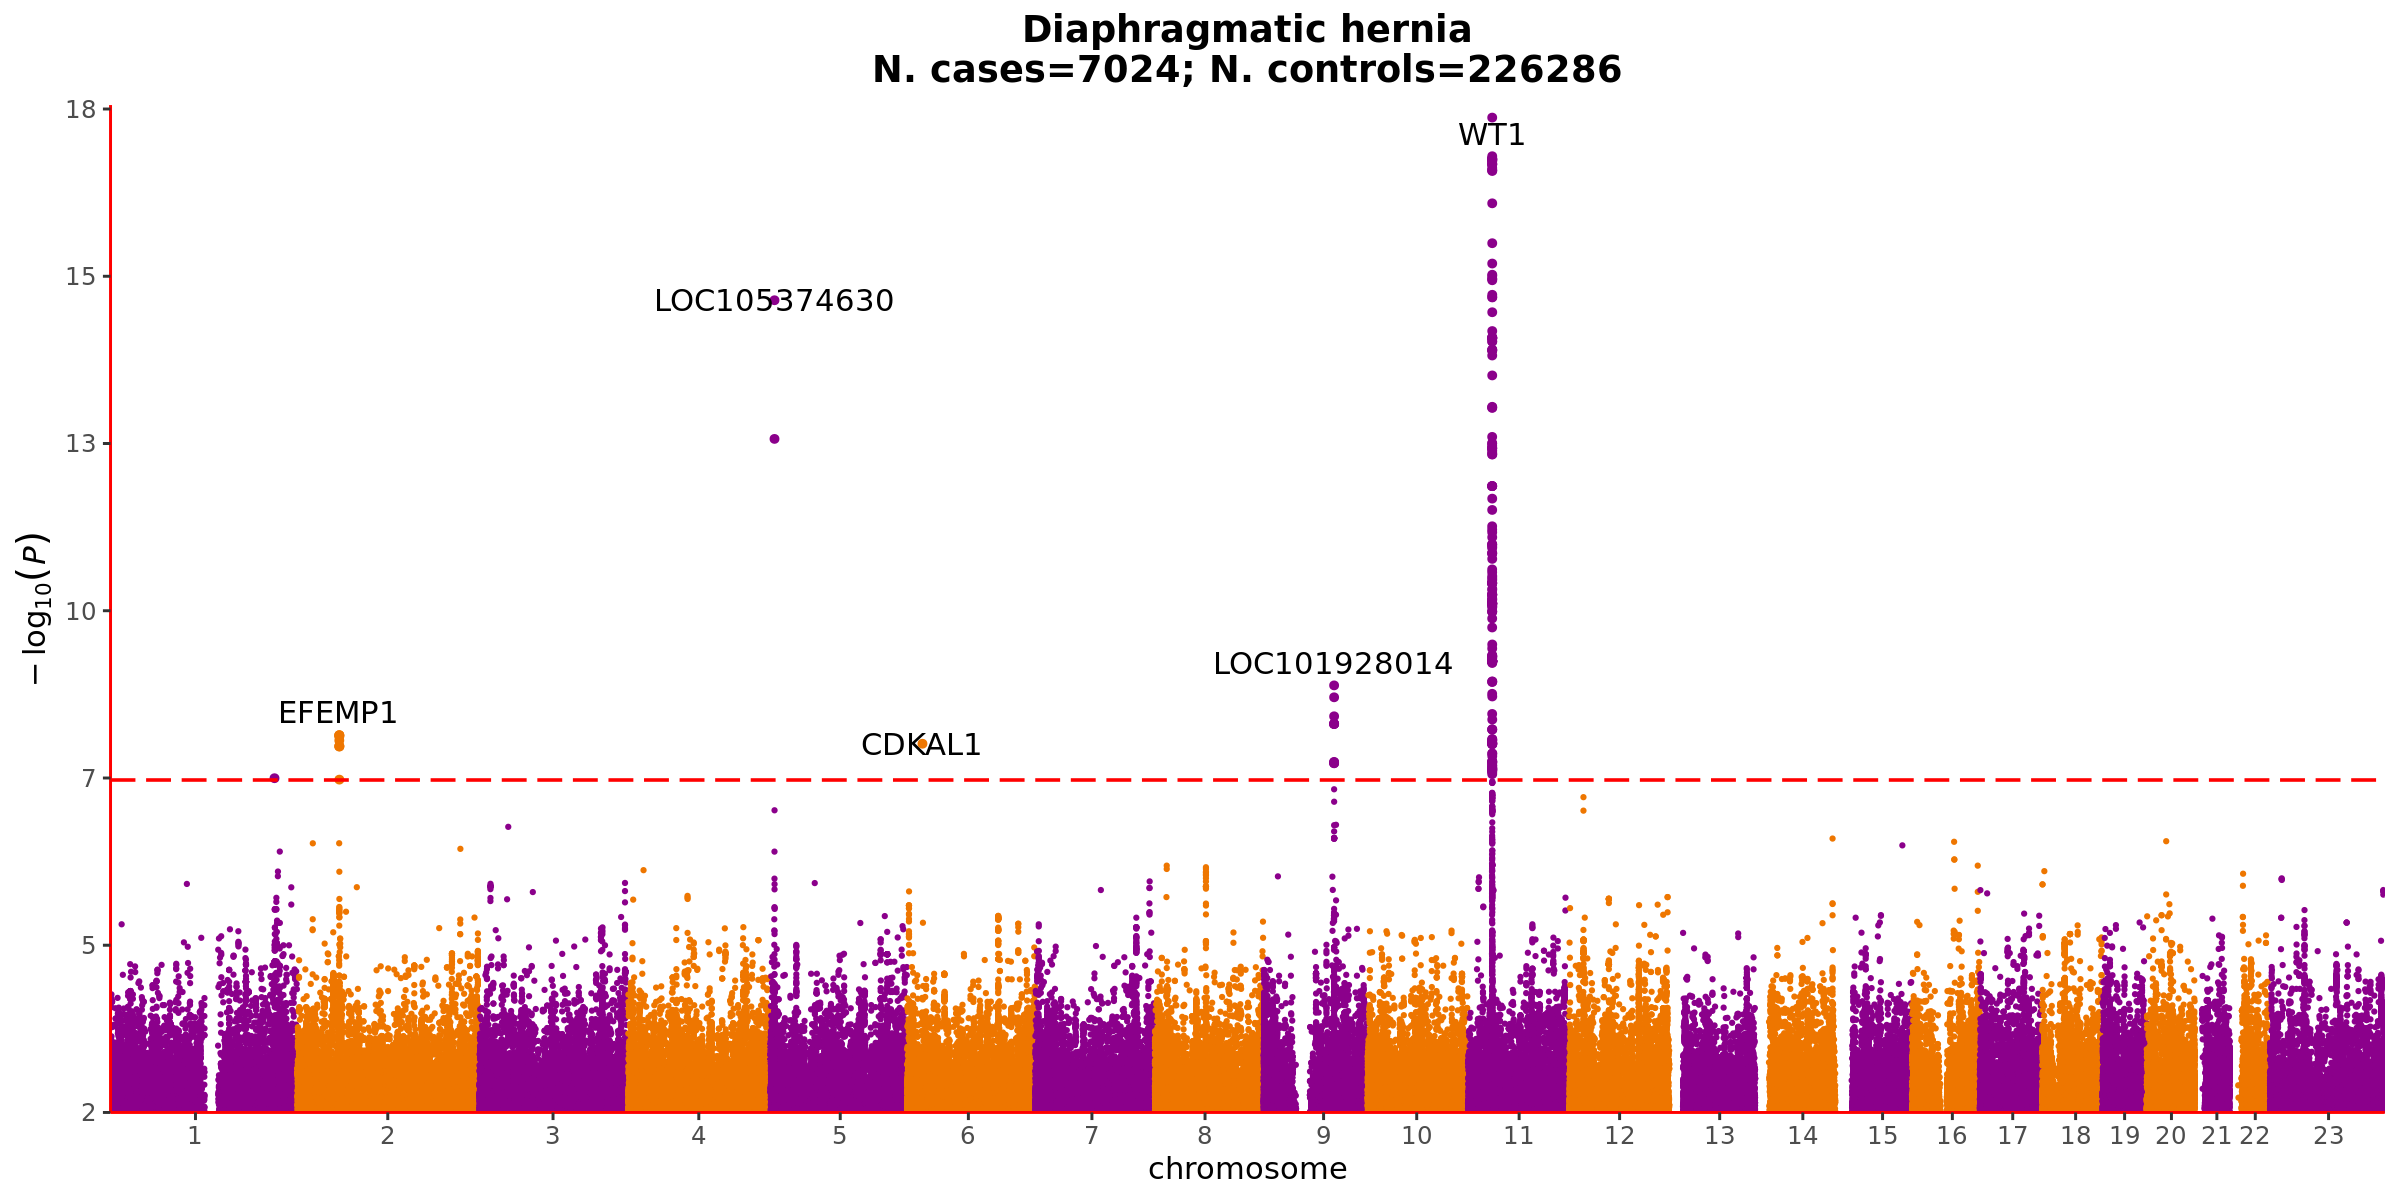 Diaphragmatic hernia
N. cases=7024; N. controls=226286
18
WT1
15
LOC105374630
13
10
LOC101928014
EFEMP1
CDKAL1
7
5
2
− log10(P)
1 2 3 4 5 6 7 8 9 10 11 12 13 14 15 16 17 18 19 20 21 22 23
chromosome